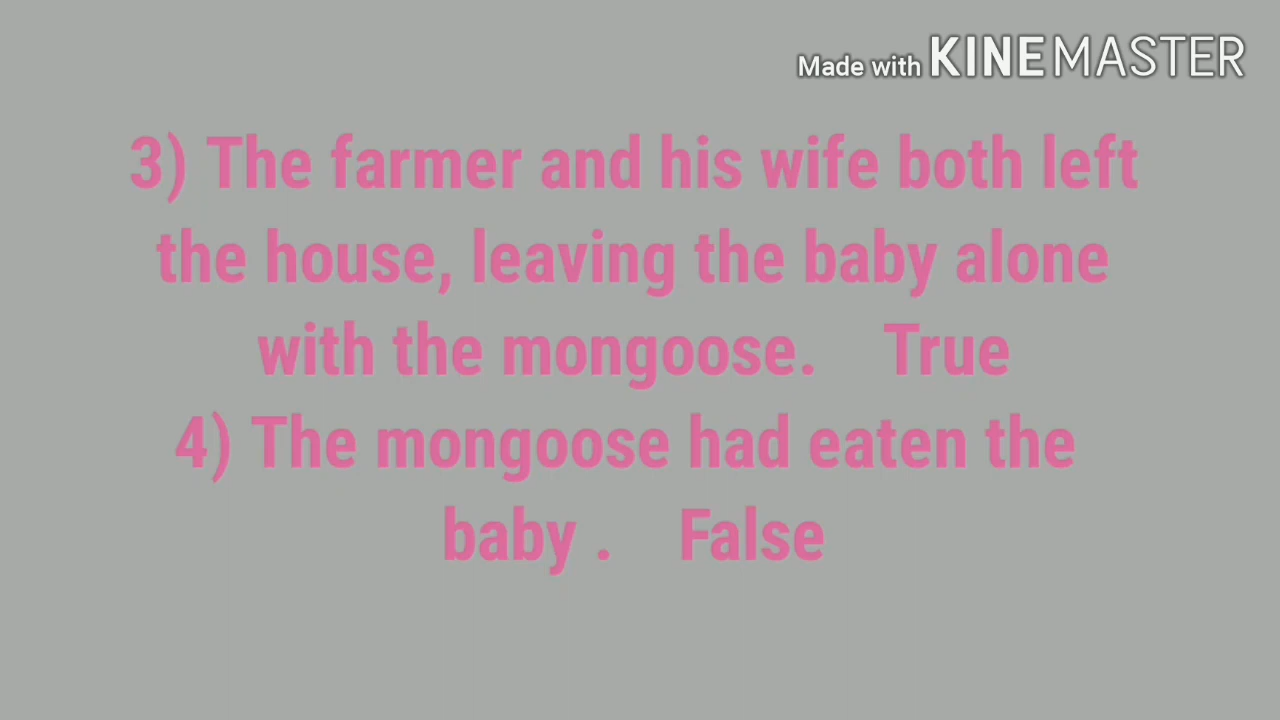 Made with KINEMASTER
3) The farmer and his wife both left
the house, leaving the baby alone
with the mongoose. True
4) The mongoose had eaten the
baby . False